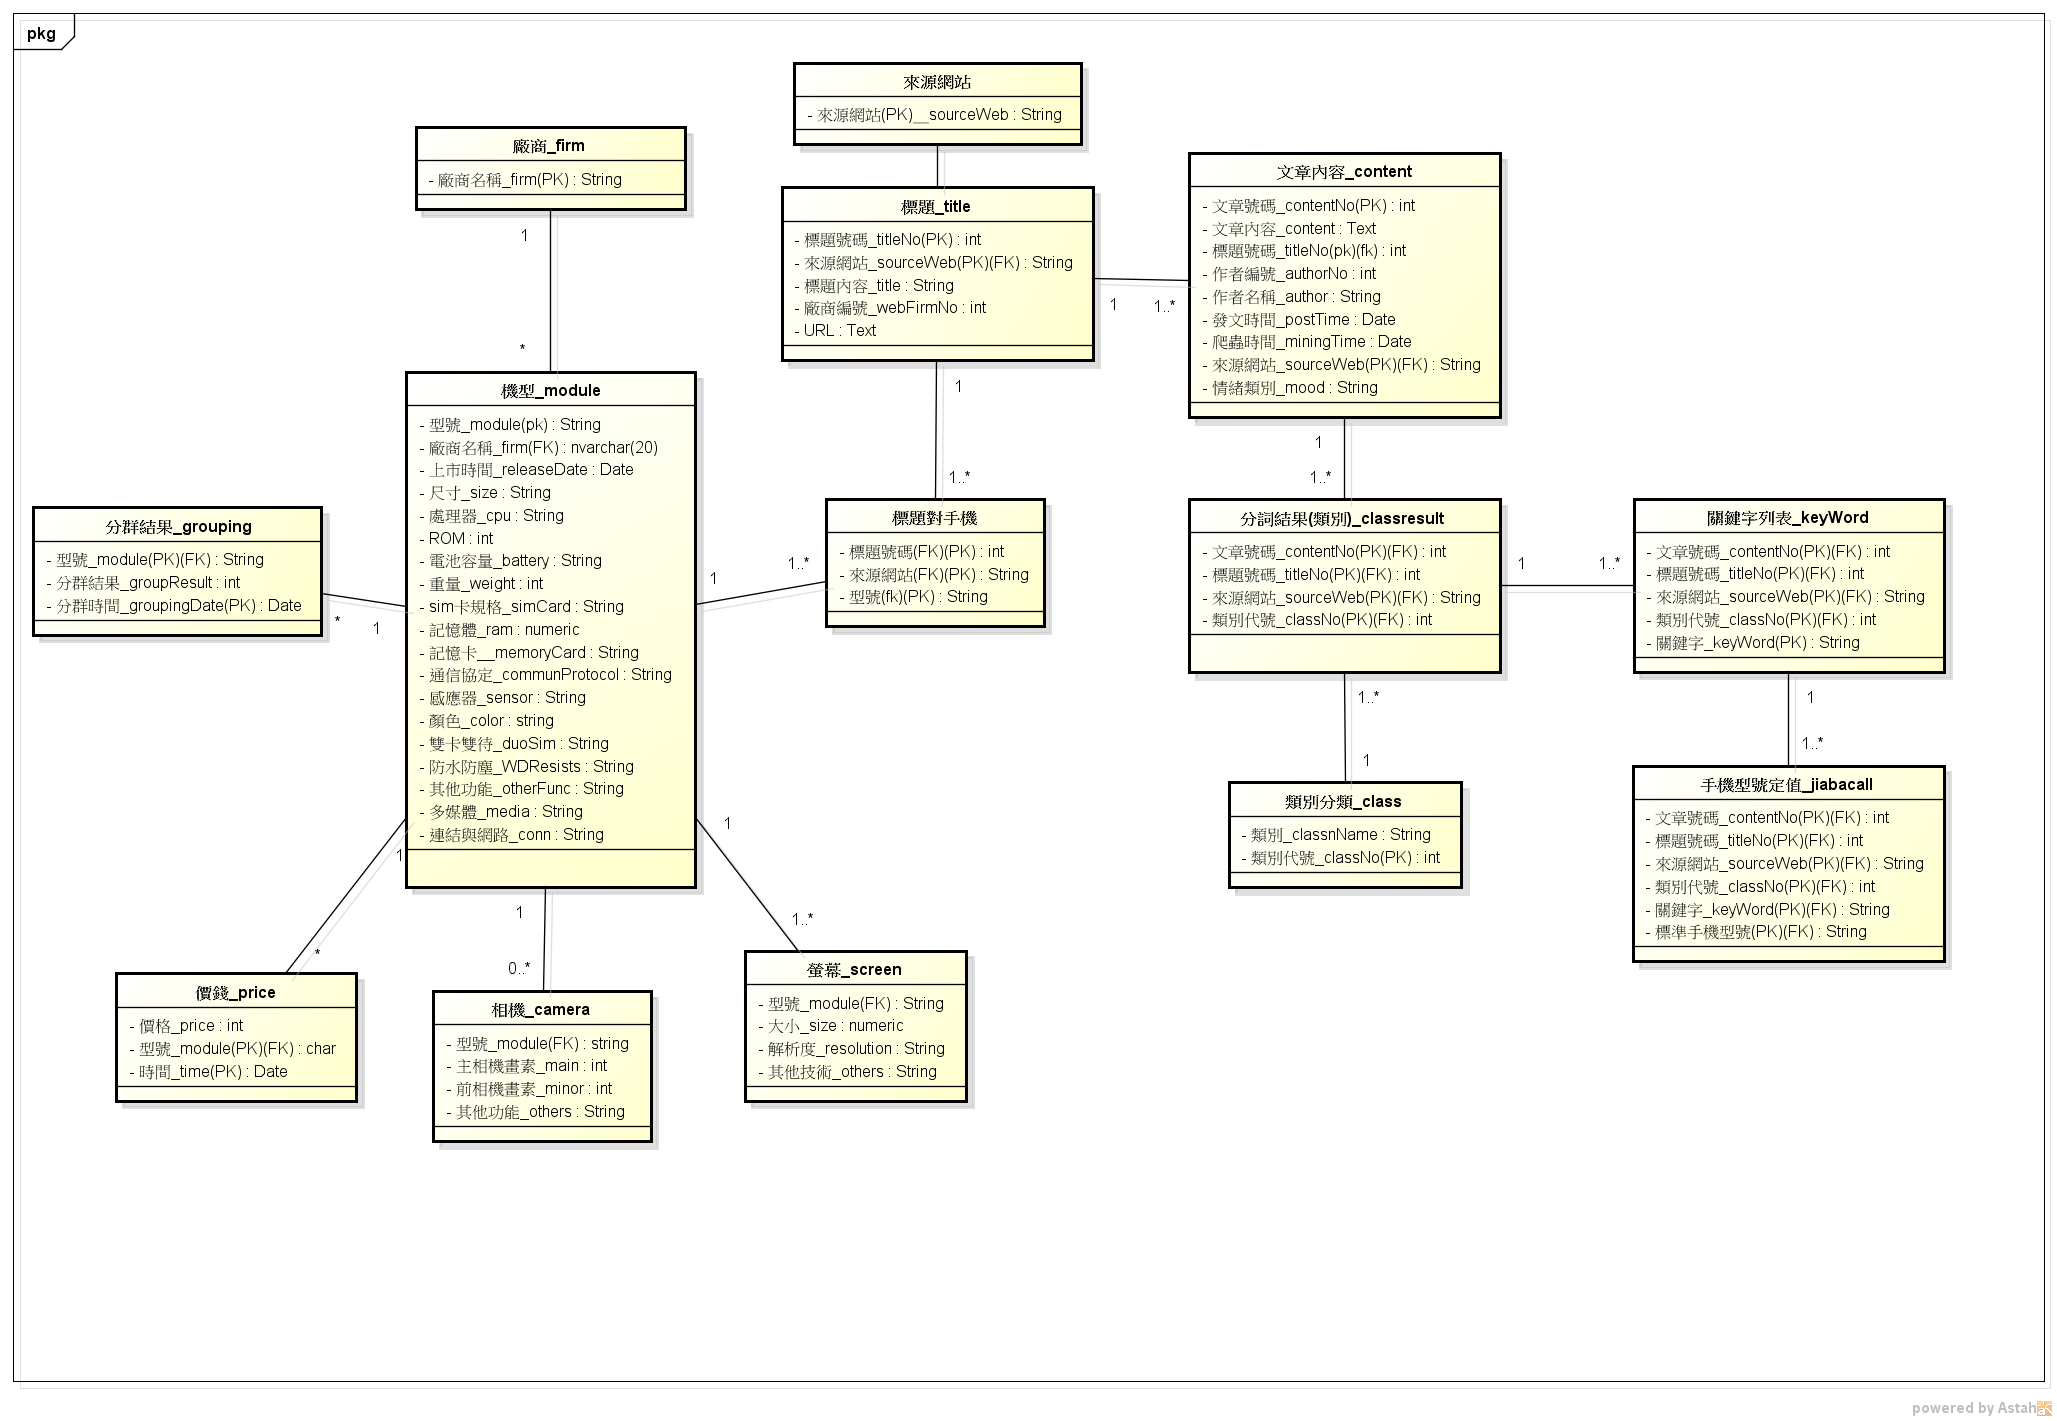 pkg
來源網站
- 來源網站(PK)__sourceWeb : String
廠商_firm
- 廠商名稱_firm(PK) : String
1
*
標題_title
- 標題號碼_titleNo(PK) : int
- 來源網站_sourceWeb(PK)(FK) : String
- 標題內容_title : String
- 廠商編號_webFirmNo : int
- URL : Text
1
1..*
1
1..*
文章內容_content
- 文章號碼_contentNo(PK) : int
- 文章內容_content : Text
- 標題號碼_titleNo(pk)(fk) : int
- 作者編號_authorNo : int
- 作者名稱_author : String
- 發文時間_postTime : Date
- 爬蟲時間_miningTime : Date
- 來源網站_sourceWeb(PK)(FK) : String
- 情緒類別_mood : String
1
1..*
機型_module
- 型號_module(pk) : String
- 廠商名稱_firm(FK) : nvarchar(20)
- 上市時間_releaseDate : Date
- 尺寸_size : String
- 處理器_cpu : String
- ROM : int
- 電池容量_battery : String
- 重量_weight : int
- sim卡規格_simCard : String
- 記憶體_ram : numeric
- 記憶卡__memoryCard : String
- 通信協定_communProtocol : String
- 感應器_sensor : String
- 顏色_color : string
- 雙卡雙待_duoSim : String
- 防水防塵_WDResists : String
- 其他功能_otherFunc : String
- 多媒體_media : String
- 連結與網路_conn : String
分群結果_grouping
- 型號_module(PK)(FK) : String
- 分群結果_groupResult : int
- 分群時間_groupingDate(PK) : Date
*
1
標題對手機
- 標題號碼(FK)(PK) : int
- 來源網站(FK)(PK) : String
- 型號(fk)(PK) : String
1
1..*
分詞結果(類別)_classresult
- 文章號碼_contentNo(PK)(FK) : int
- 標題號碼_titleNo(PK)(FK) : int
- 來源網站_sourceWeb(PK)(FK) : String
- 類別代號_classNo(PK)(FK) : int
1
1..*
關鍵字列表_keyWord
- 文章號碼_contentNo(PK)(FK) : int
- 標題號碼_titleNo(PK)(FK) : int
- 來源網站_sourceWeb(PK)(FK) : String
- 類別代號_classNo(PK)(FK) : int
- 關鍵字_keyWord(PK) : String
1..*
1
1
1..*
類別分類_class
- 類別_classnName : String
- 類別代號_classNo(PK) : int
手機型號定值_jiabacall
- 文章號碼_contentNo(PK)(FK) : int
- 標題號碼_titleNo(PK)(FK) : int
- 來源網站_sourceWeb(PK)(FK) : String
- 類別代號_classNo(PK)(FK) : int
- 關鍵字_keyWord(PK)(FK) : String
- 標準手機型號(PK)(FK) : String
1
*
1
0..*
1
1..*
價錢_price
- 價格_price : int
- 型號_module(PK)(FK) : char
- 時間_time(PK) : Date
相機_camera
- 型號_module(FK) : string
- 主相機畫素_main : int
- 前相機畫素_minor : int
- 其他功能_others : String
螢幕_screen
- 型號_module(FK) : String
- 大小_size : numeric
- 解析度_resolution : String
- 其他技術_others : String
powered by Astah